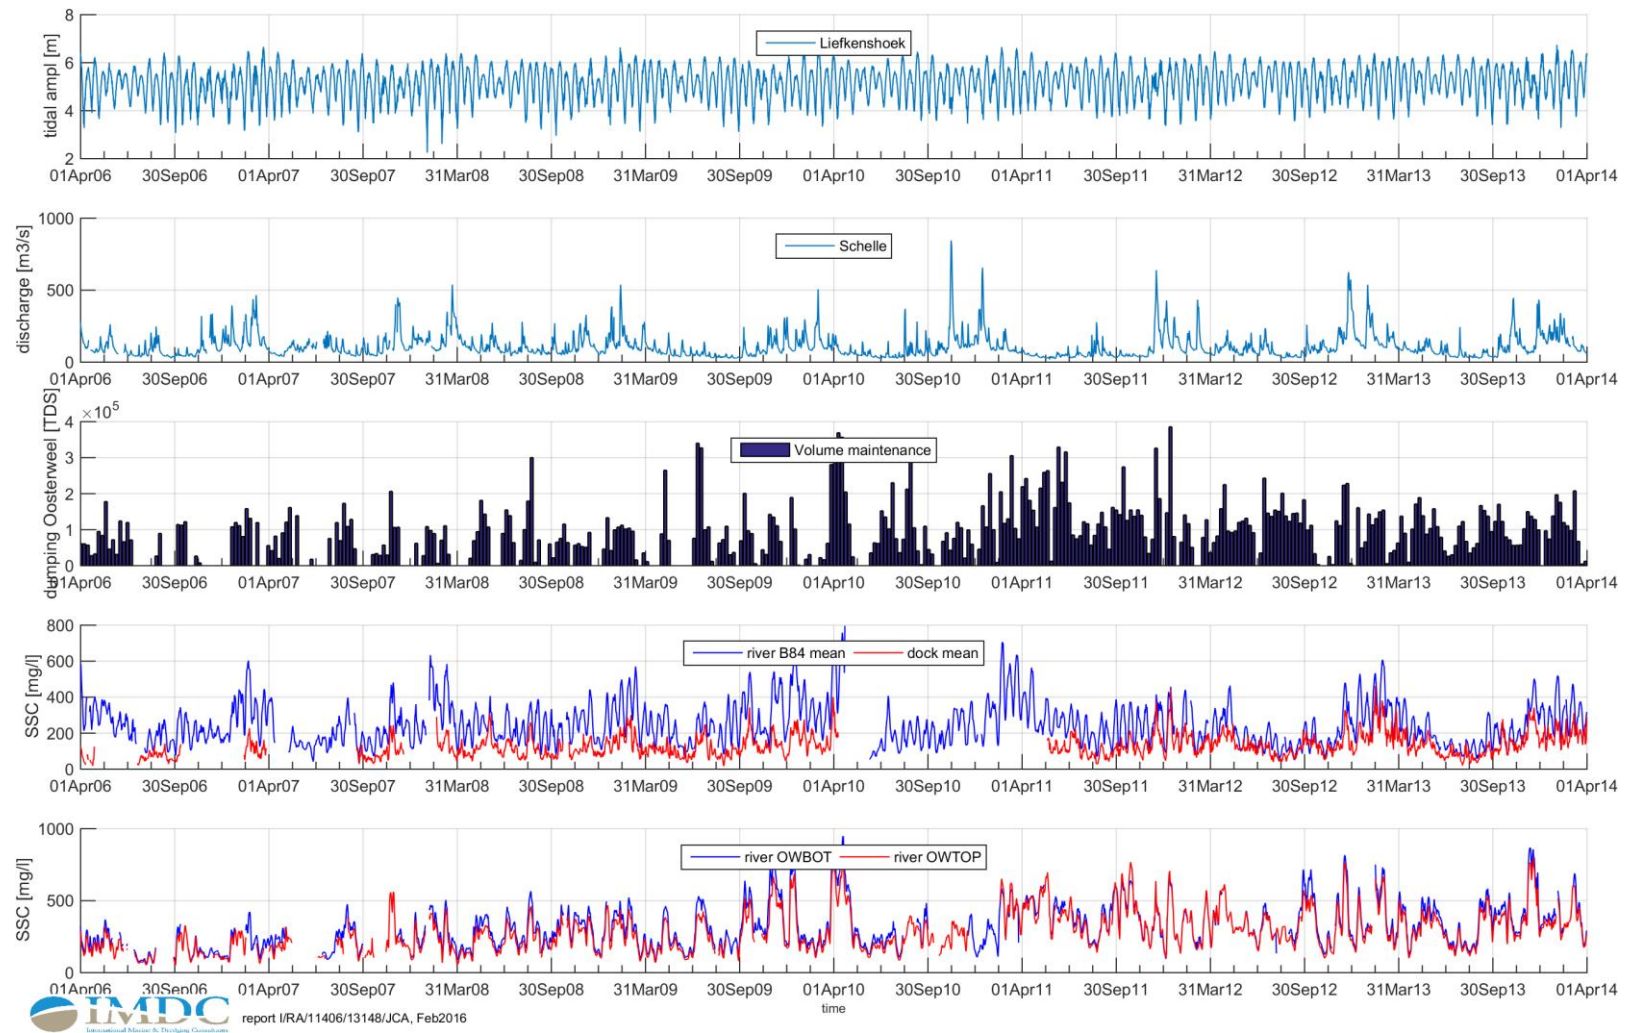 8
6
4
2
tidal ampl [m]
Liefkenshoek
01Apr06 30Sep06 01Apr07 30Sep07 31Mar08 30Sep08 31Mar09 30Sep09 01Apr10 30Sep10 01Apr11 30Sep11 31Mar12 30Sep12 31Mar13 30Sep13 01Apr14
1000
500
0
discharge [m3/s]
Schelle
01Apr06 30Sep06 01Apr07 30Sep07 31Mar08 30Sep08 31Mar09 30Sep09 01Apr10 30Sep10 01Apr11 30Sep11 31Mar12 30Sep12 31Mar13 30Sep13 01Apr14
×10⁵
4
3
2
1
0
dumping Oosterweel [TDS]
Volume maintenance
01Apr06 30Sep06 01Apr07 30Sep07 31Mar08 30Sep08 31Mar09 30Sep09 01Apr10 30Sep10 01Apr11 30Sep11 31Mar12 30Sep12 31Mar13 30Sep13 01Apr14
800
600
400
200
0
SSC [mg/l]
river B84 mean dock mean
01Apr06 30Sep06 01Apr07 30Sep07 31Mar08 30Sep08 31Mar09 30Sep09 01Apr10 30Sep10 01Apr11 30Sep11 31Mar12 30Sep12 31Mar13 30Sep13 01Apr14
1000
500
0
SSC [mg/l]
river OWBOT river OWTOP
01Apr06 30Sep06 01Apr07 30Sep07 31Mar08 30Sep08 31Mar09 30Sep09 01Apr10 30Sep10 01Apr11 30Sep11 31Mar12 30Sep12 31Mar13 30Sep13 01Apr14
time
IMDC
International Marine & Dredging Consultants
report I/RA/11406/13148/JCA, Feb2016